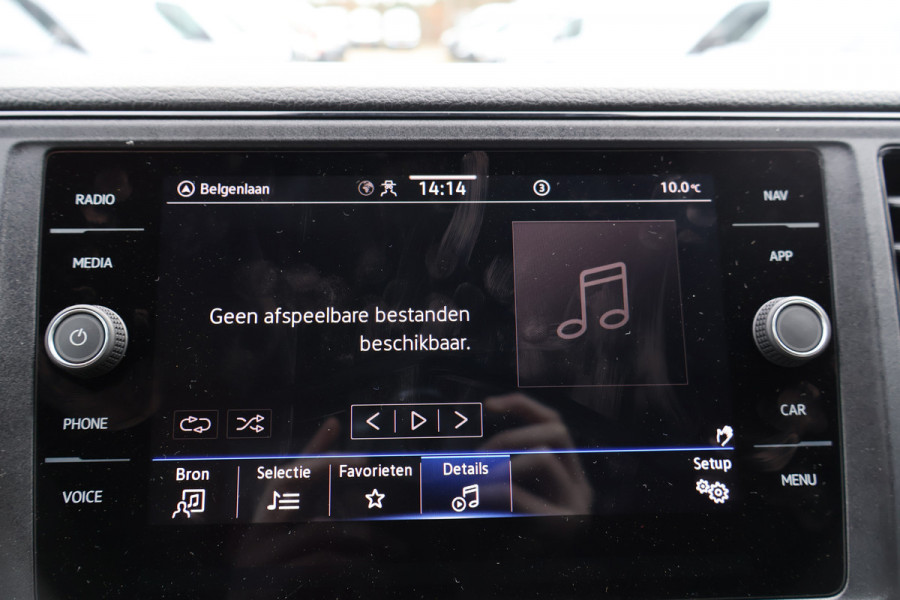 RADIO
MEDIA
PHONE
VOICE
Belgenlaan
14:14
3
10.0°C
Geen afspeelbare bestanden
beschikbaar.
Bron
Selectie
Favorieten
Details
Setup
NAV
APP
CAR
MENU